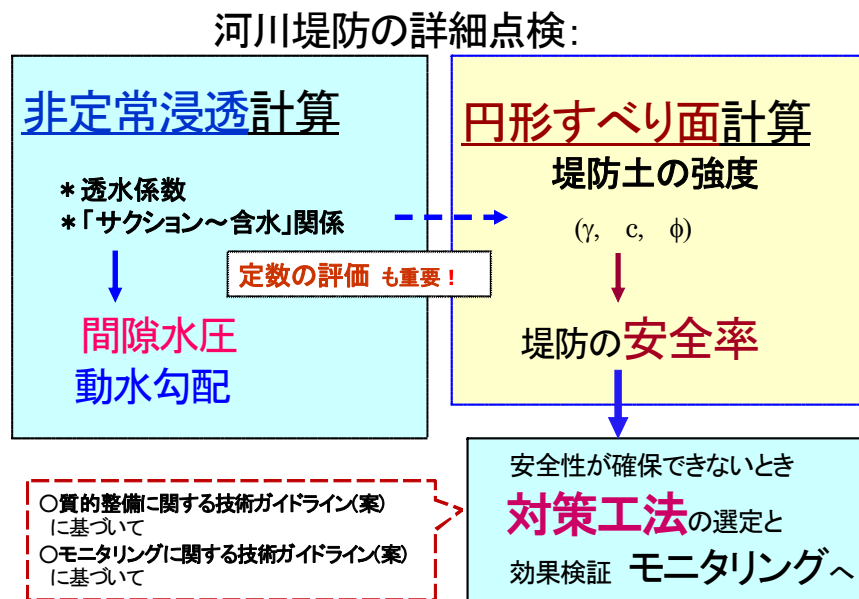 河川堤防の詳細点検：
非定常浸透計算
＊透水係数
＊「サクション～含水」関係
間隙水圧
動水勾配
定数の評価 も重要！
円形すべり面計算
堤防土の強度
(γ, c, φ)
堤防の安全率
安全性が確保できないとき
対策工法の選定と
効果検証 モニタリングへ
○質的整備に関する技術ガイドライン(案)
に基づいて
○モニタリングに関する技術ガイドライン(案)
に基づいて